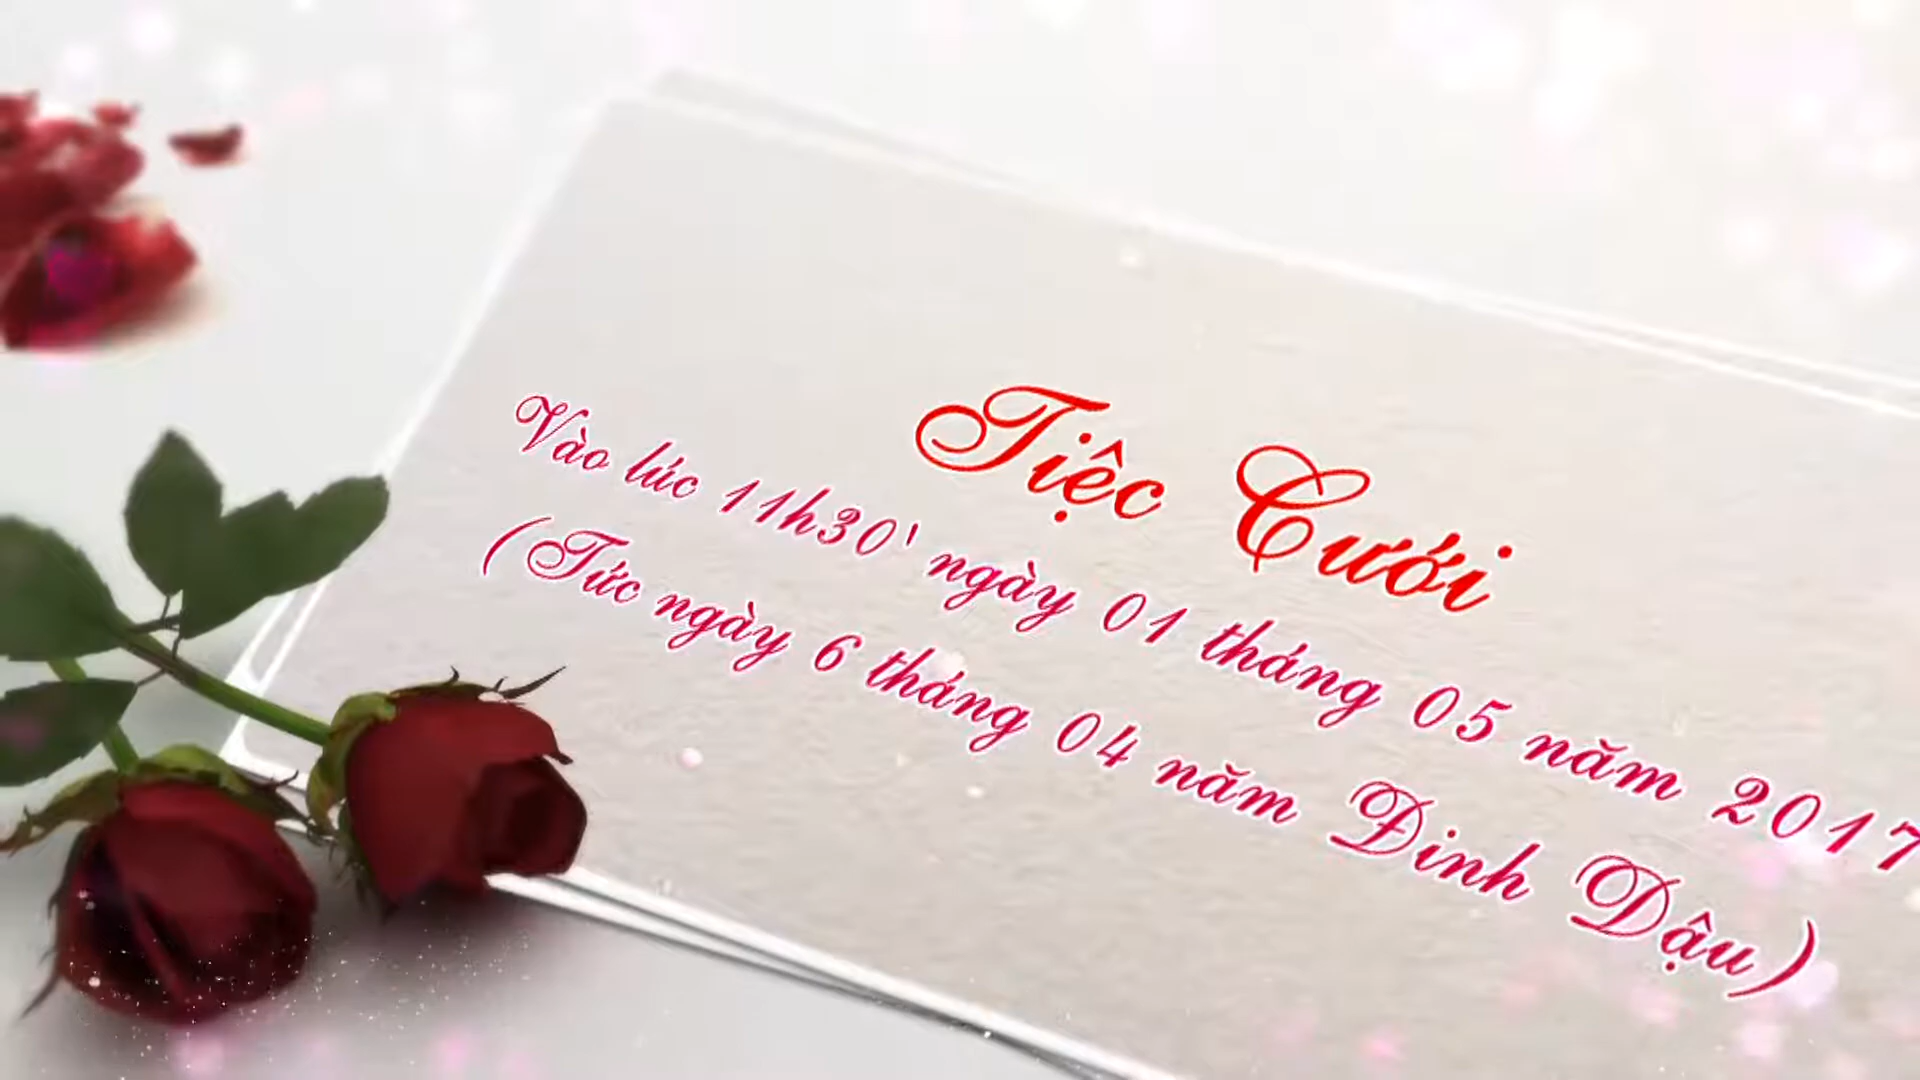 Tiệc Cưới
Vào lúc 11h30' ngày 01 tháng 05 năm 2017
(Tức ngày 6 tháng 04 năm Đinh Dậu)